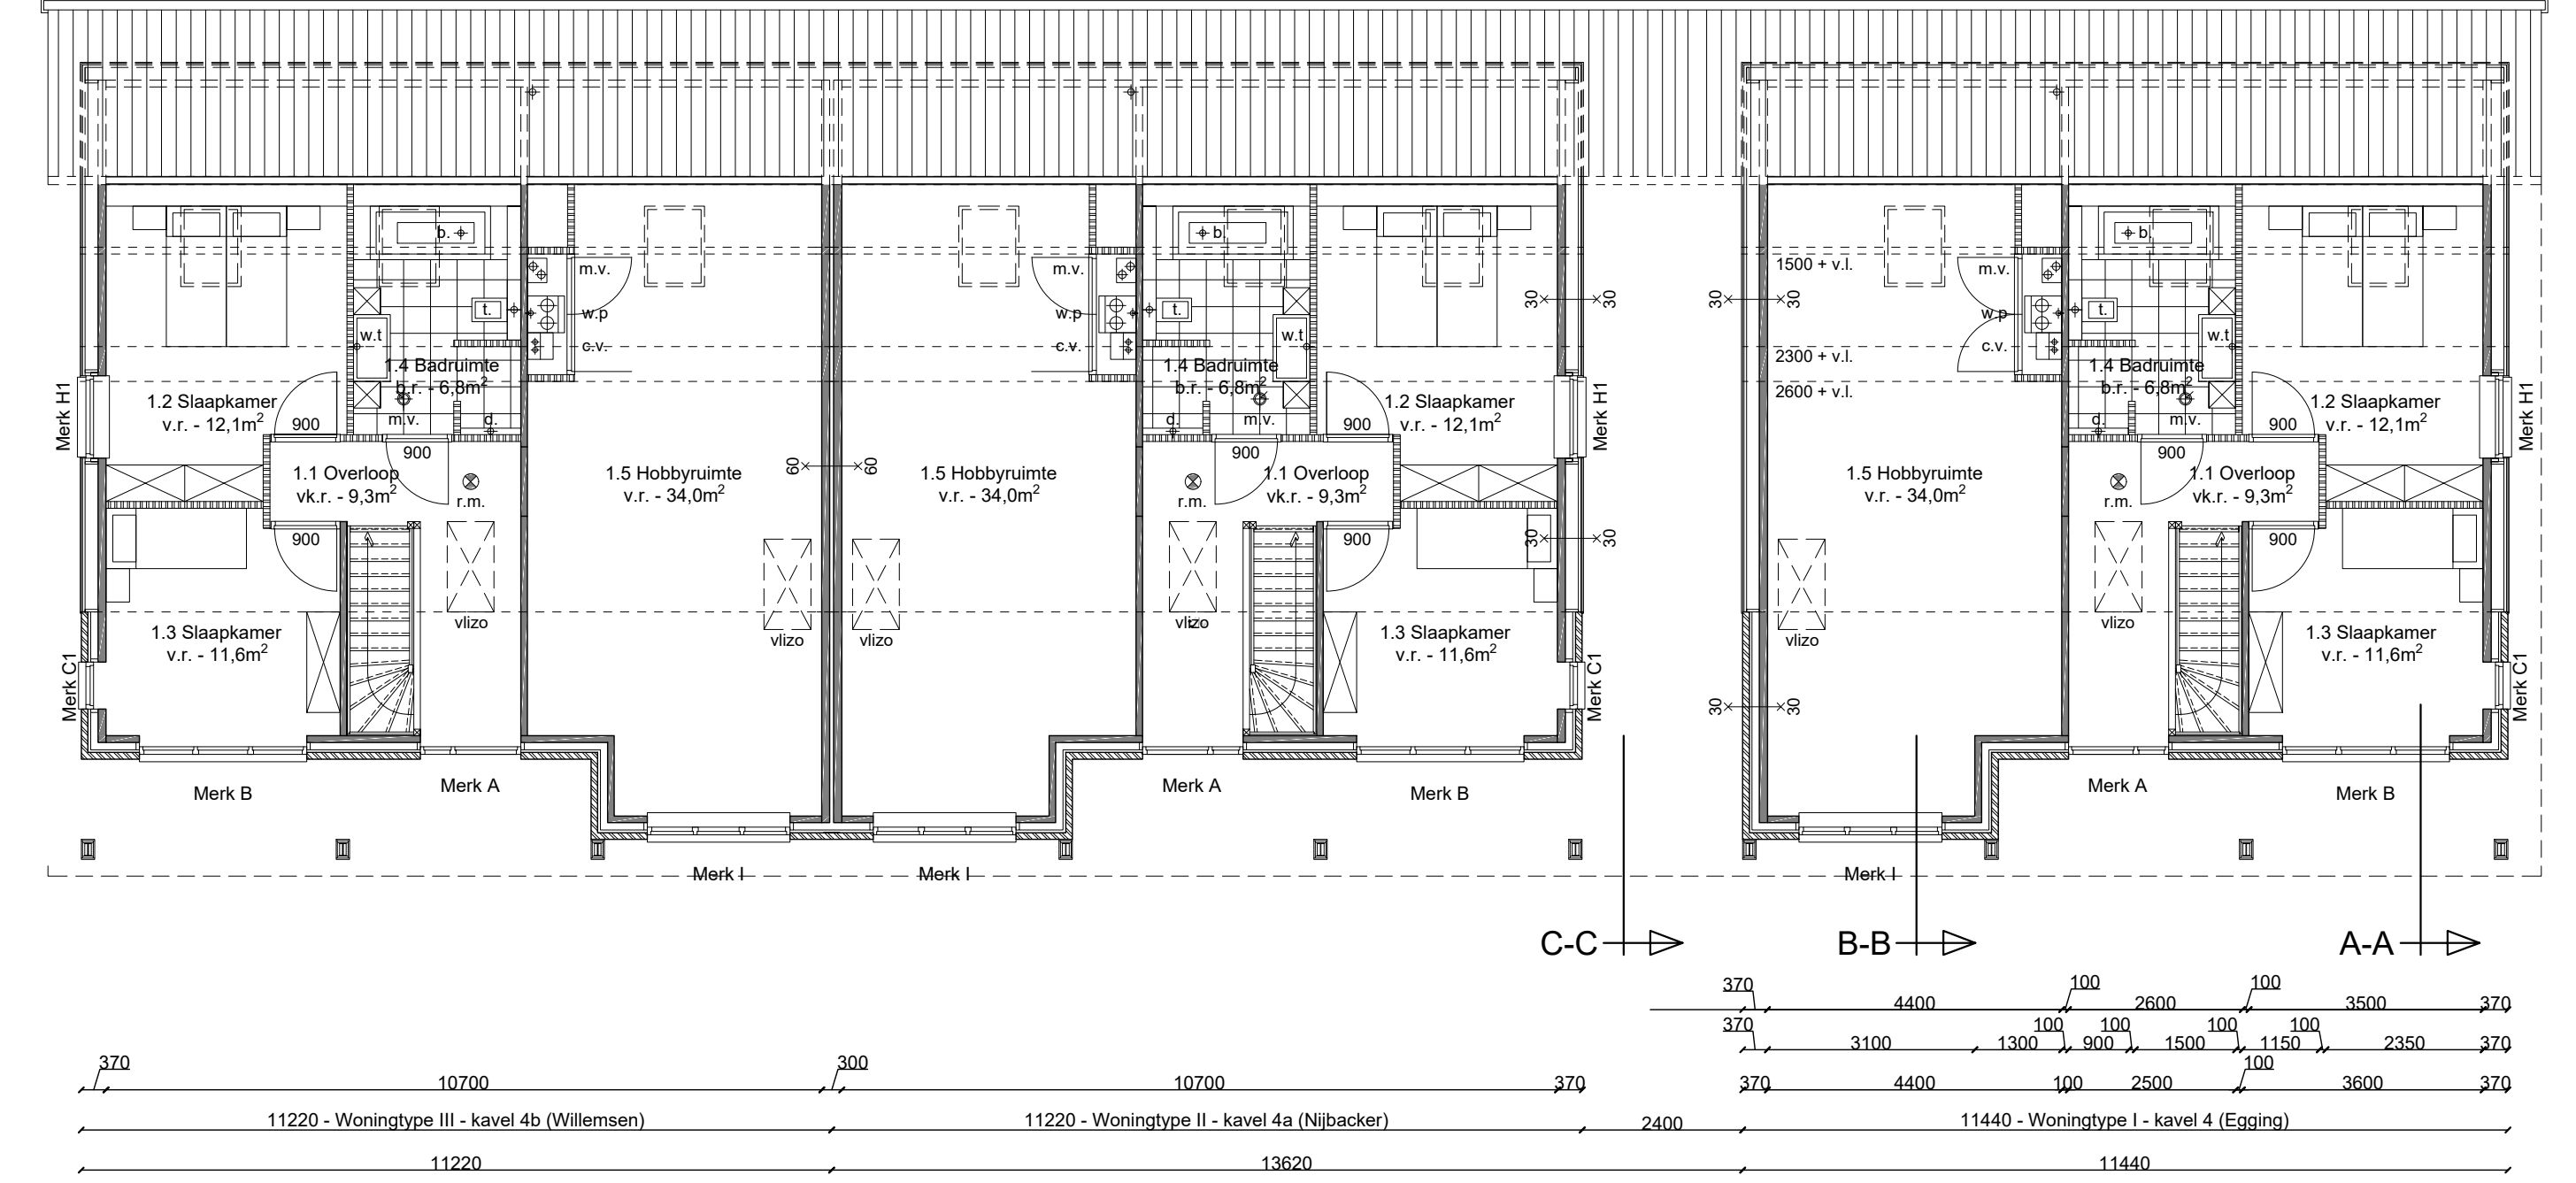 b.
b.
b.
m.v.
m.v.
1500 + v.l.
m.v.
30
30
30
30
t.
w.p
w.p
t.
w.p
t.
w.t
c.v.
c.v.
w.t
2300 + v.l.
c.v.
w.t
1.4 Badruimte
b.r. - 6,8m²
1.4 Badruimte
b.r. - 6,8m²
1.4 Badruimte
b.r. - 6,8m²
2600 + v.l.
Merk H1
1.2 Slaapkamer
v.r. - 12,1m²
900
m.v.
d.
d.
m.v.
900
1.2 Slaapkamer
v.r. - 12,1m²
Merk H1
d.
m.v.
900
1.2 Slaapkamer
v.r. - 12,1m²
Merk H1
900
900
900
1.1 Overloop
vk.r. - 9,3m²
r.m.
1.5 Hobbyruimte
v.r. - 34,0m²
60
60
1.5 Hobbyruimte
v.r. - 34,0m²
r.m.
1.1 Overloop
vk.r. - 9,3m²
1.5 Hobbyruimte
v.r. - 34,0m²
r.m.
1.1 Overloop
vk.r. - 9,3m²
900
900
30
30
900
vlizo
vlizo
vlizo
vlizo
vlizo
vlizo
1.3 Slaapkamer
v.r. - 11,6m²
1.3 Slaapkamer
v.r. - 11,6m²
1.3 Slaapkamer
v.r. - 11,6m²
Merk C1
Merk C1
30
30
Merk C1
Merk B
Merk A
Merk A
Merk B
Merk A
Merk B
Merk I
Merk I
Merk I
C-C
B-B
A-A
370
4400
100
2600
100
3500
370
370
3100
1300
100
900
100
1500
100
1150
100
2350
370
370
10700
300
10700
370
370
4400
100
2500
100
3600
370
11220 - Woningtype III - kavel 4b (Willemsen)
11220 - Woningtype II - kavel 4a (Nijbacker)
2400
11440 - Woningtype I - kavel 4 (Egging)
11220
13620
11440